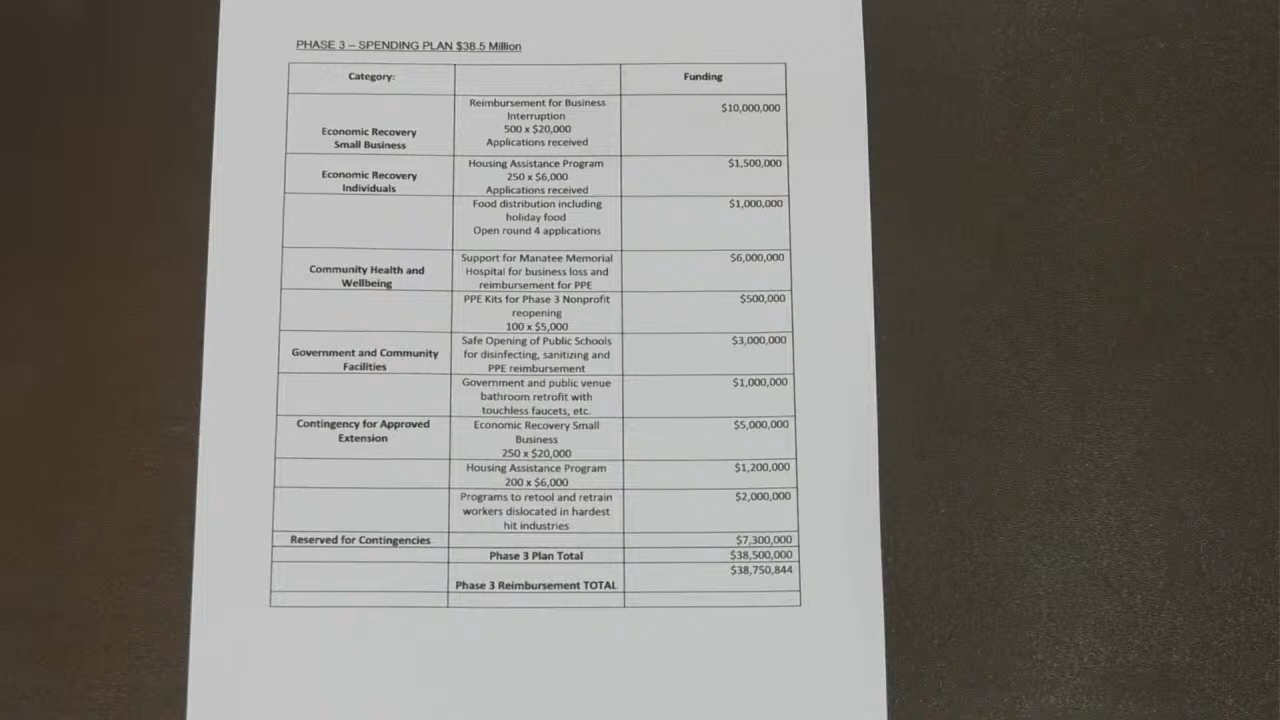 PHASE 3 – SPENDING PLAN $38.5 Million
Category:
Funding
Economic Recovery
Small Business
Reimbursement for Business
Interruption
500 x $20,000
Applications received
$10,000,000
Economic Recovery
Individuals
Housing Assistance Program
250 x $6,000
Applications received
$1,500,000
Food distribution including
holiday food
Open round 4 applications
$1,000,000
Community Health and
Wellbeing
Support for Manatee Memorial
Hospital for business loss and
reimbursement for PPE
$6,000,000
PPE Kits for Phase 3 Nonprofit
reopening
100 x $5,000
$500,000
Government and Community
Facilities
Safe Opening of Public Schools
for disinfecting, sanitizing and
PPE reimbursement
$3,000,000
Government and public venue
bathroom retrofit with
touchless faucets, etc.
$1,000,000
Contingency for Approved
Extension
Economic Recovery Small
Business
250 x $20,000
$5,000,000
Housing Assistance Program
200 x $6,000
$1,200,000
Programs to retool and retrain
workers dislocated in hardest
hit industries
$2,000,000
Reserved for Contingencies
$7,300,000
Phase 3 Plan Total
$38,500,000
Phase 3 Reimbursement TOTAL
$38,750,844